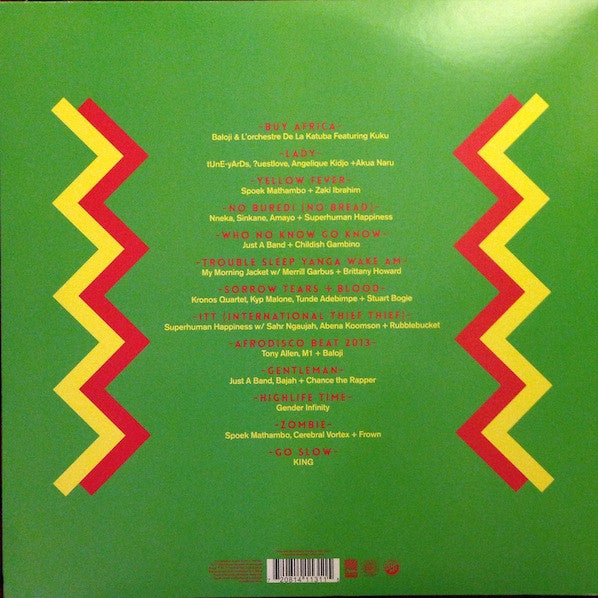 -BUY AFRICA-
Baloji & L'orchestre De La Katuba Featuring Kuku
-LADY-
tUnE-yArDs, ?uestlove, Angelique Kidjo +Akua Naru
-YELLOW FEVER-
Spoek Mathambo + Zaki Ibrahim
-NO BUREDI (NO BREAD)-
Nneka, Sinkane, Amayo + Superhuman Happiness
-WHO NO KNOW GO KNOW-
Just A Band + Childish Gambino
-TROUBLE SLEEP YANGA WAKE AM-
My Morning Jacket w/ Merrill Garbus + Brittany Howard
-SORROW TEARS + BLOOD-
Kronos Quartet, Kyp Malone, Tunde Adebimpe + Stuart Bogie
-ITT (INTERNATIONAL THIEF THIEF)-
Superhuman Happiness w/ Sahr Ngaujah, Abena Koomson + Rubblebucket
-AFRODISCO BEAT 2013-
Tony Allen, M1 + Baloji
-GENTLEMAN-
Just A Band, Bajah + Chance the Rapper
-HIGHLIFE TIME-
Gender Infinity
-ZOMBIE-
Spoek Mathambo, Cerebral Vortex + Frown
-GO SLOW-
KING